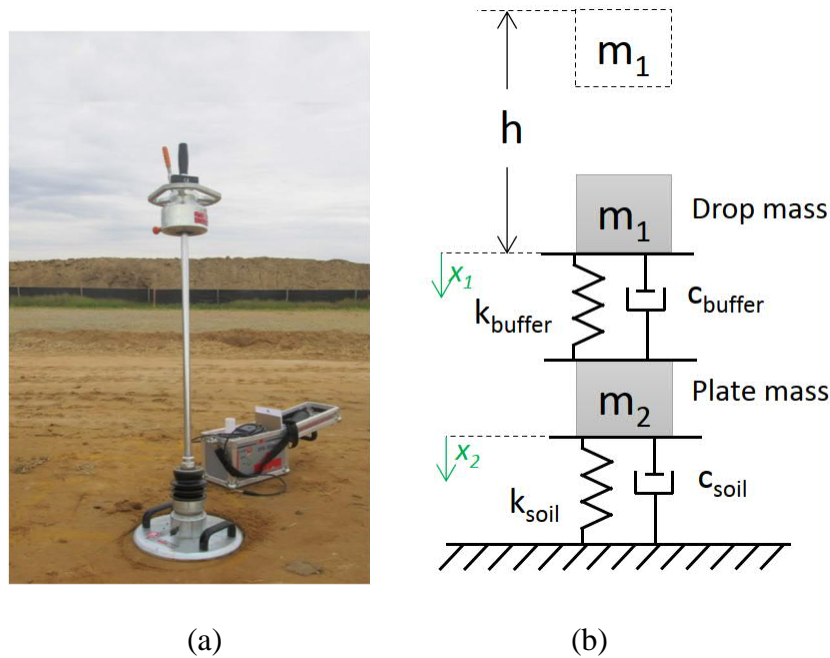 m1
h
m1 Drop mass
x1
kbuffer cbuffer
m2 Plate mass
x2
ksoil csoil
(a) (b)